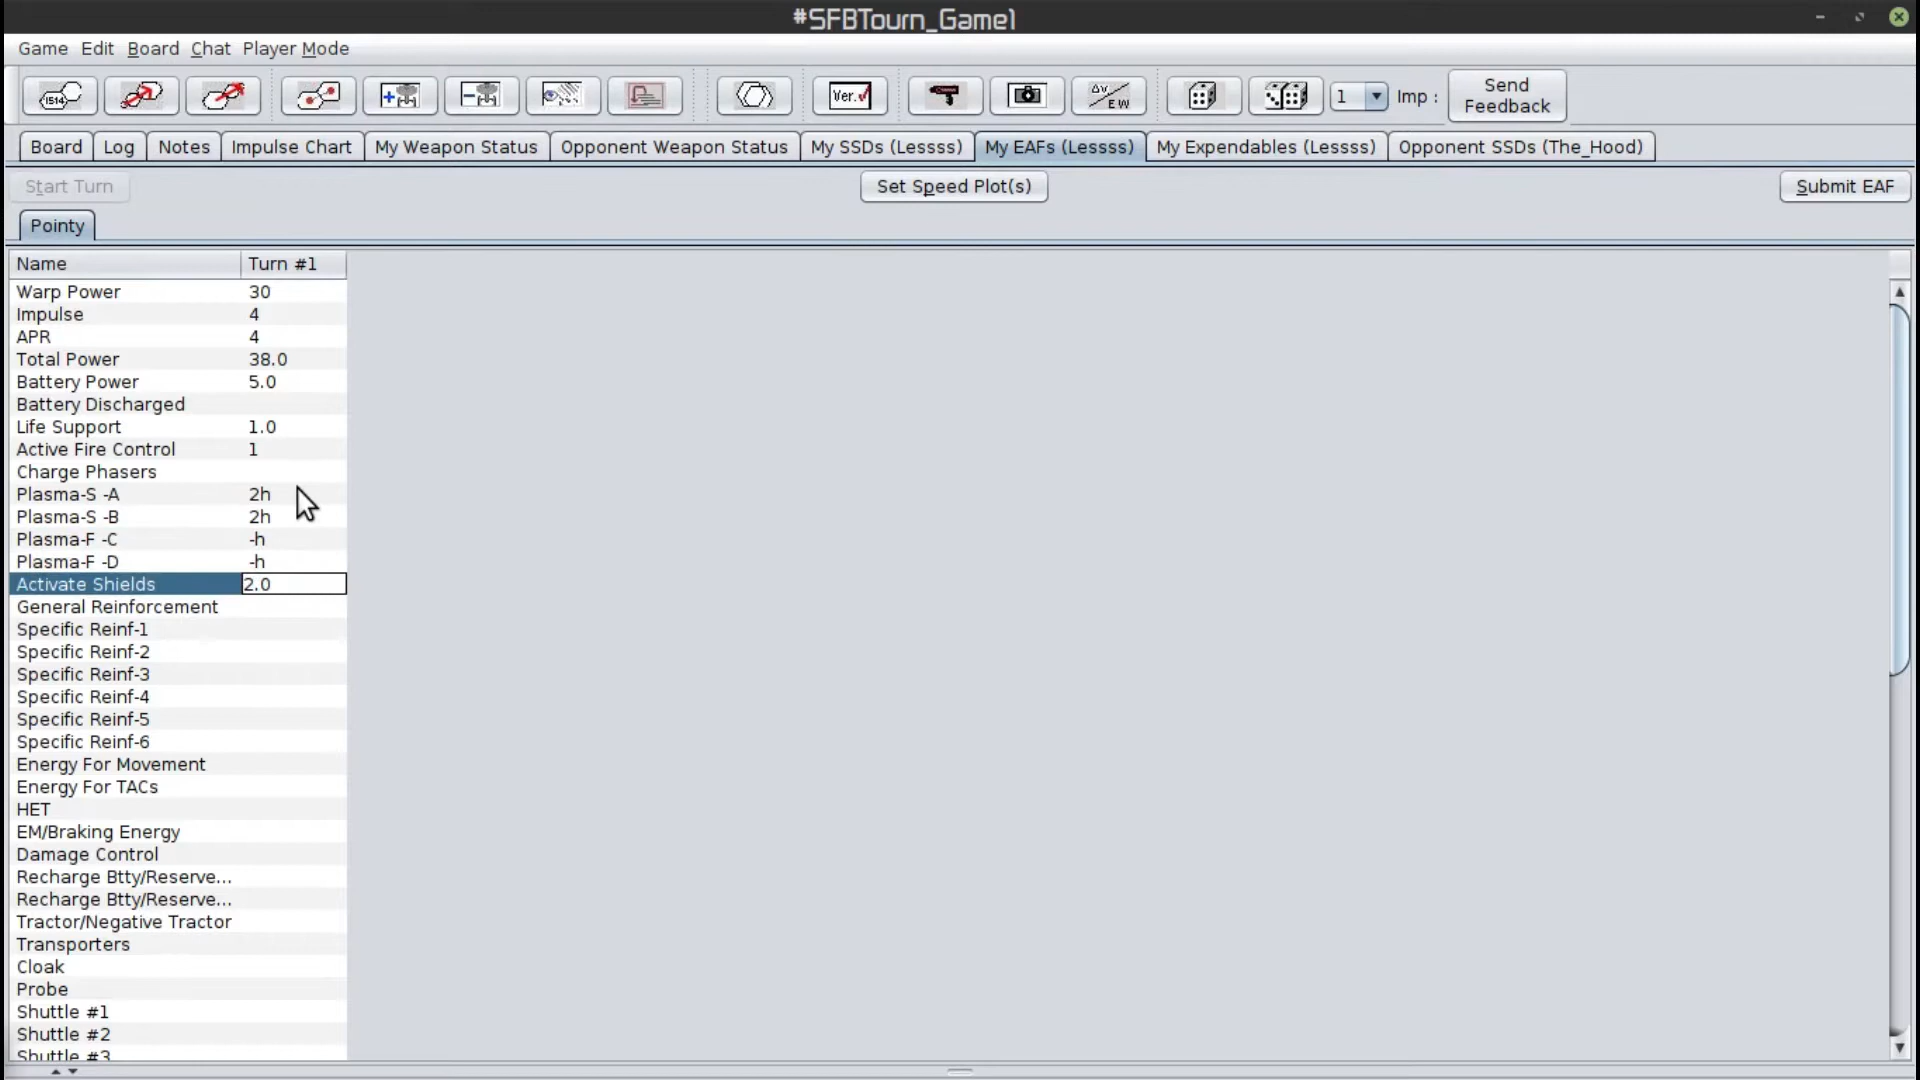 #SFBTourn_Game1
Game Edit Board Chat Player Mode
1514 Ver. ΔV/EW 1 Imp : Send Feedback
Board Log Notes Impulse Chart My Weapon Status Opponent Weapon Status My SSDs (Lessss) My EAFs (Lessss) My Expendables (Lessss) Opponent SSDs (The_Hood)
Start Turn Set Speed Plot(s) Submit EAF
Pointy
Name Turn #1
Warp Power 30
Impulse 4
APR 4
Total Power 38.0
Battery Power 5.0
Battery Discharged
Life Support 1.0
Active Fire Control 1
Charge Phasers
Plasma-S -A 2h
Plasma-S -B 2h
Plasma-F -C -h
Plasma-F -D -h
Activate Shields 2.0
General Reinforcement
Specific Reinf-1
Specific Reinf-2
Specific Reinf-3
Specific Reinf-4
Specific Reinf-5
Specific Reinf-6
Energy For Movement
Energy For TACs
HET
EM/Braking Energy
Damage Control
Recharge Btty/Reserve...
Recharge Btty/Reserve...
Tractor/Negative Tractor
Transporters
Cloak
Probe
Shuttle #1
Shuttle #2
Shuttle #3